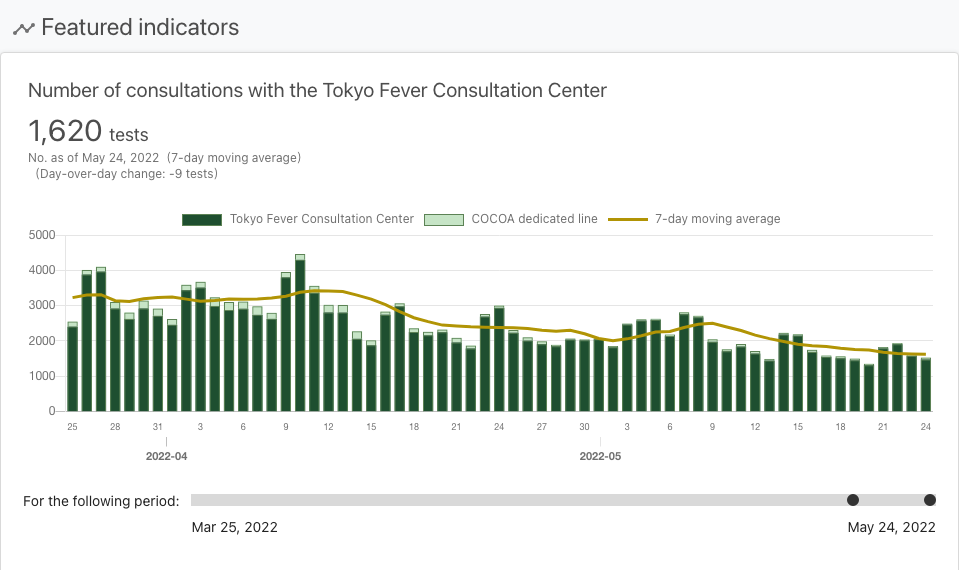 Featured indicators
Number of consultations with the Tokyo Fever Consultation Center
1,620 tests
No. as of May 24, 2022 (7-day moving average)
(Day-over-day change: -9 tests)
Tokyo Fever Consultation Center COCOA dedicated line 7-day moving average
5000
4000
3000
2000
1000
0
25 28 31 3 6 9 12 15 18 21 24 27 30 3 6 9 12 15 18 21 24
2022-04 2022-05
For the following period:
Mar 25, 2022 May 24, 2022